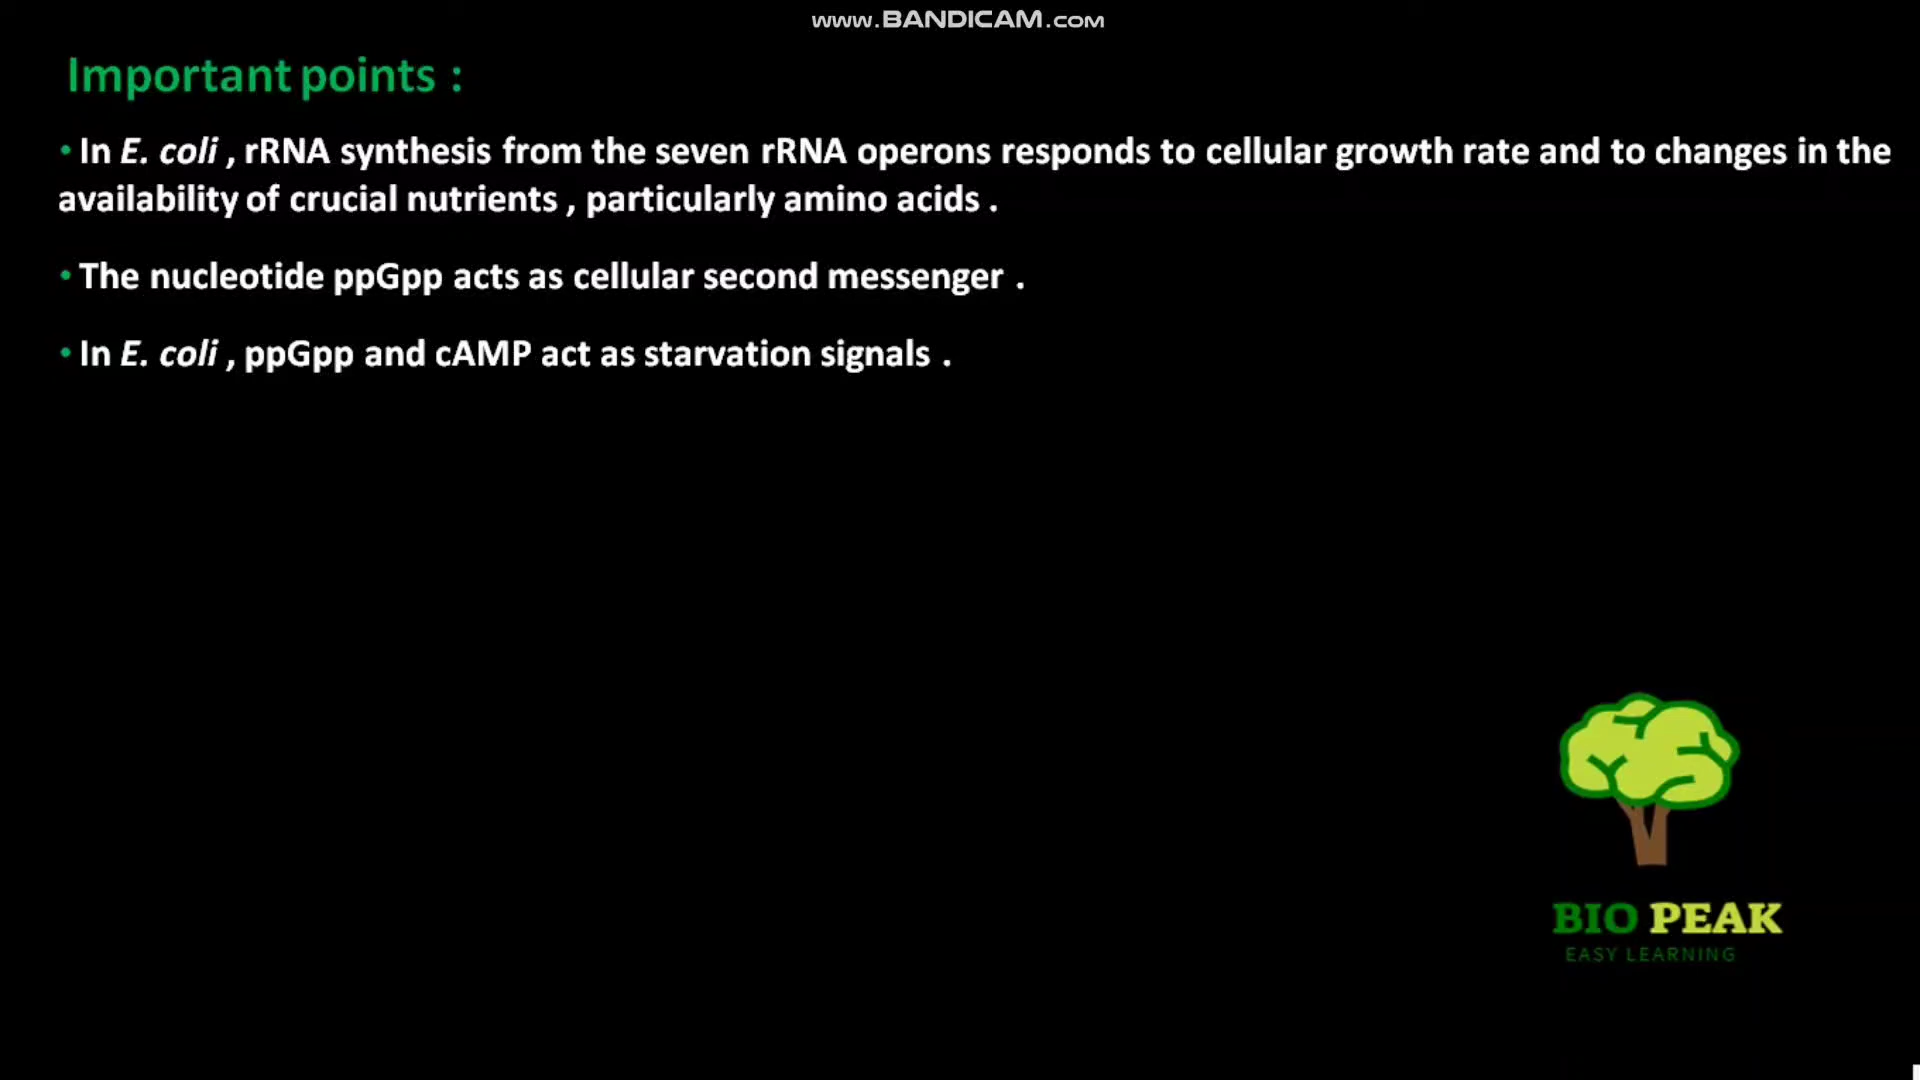 www.BANDICAM.com
Important points :
• In E. coli , rRNA synthesis from the seven rRNA operons responds to cellular growth rate and to changes in the
availability of crucial nutrients , particularly amino acids .
• The nucleotide ppGpp acts as cellular second messenger .
• In E. coli , ppGpp and cAMP act as starvation signals .
BIO PEAK
EASY LEARNING